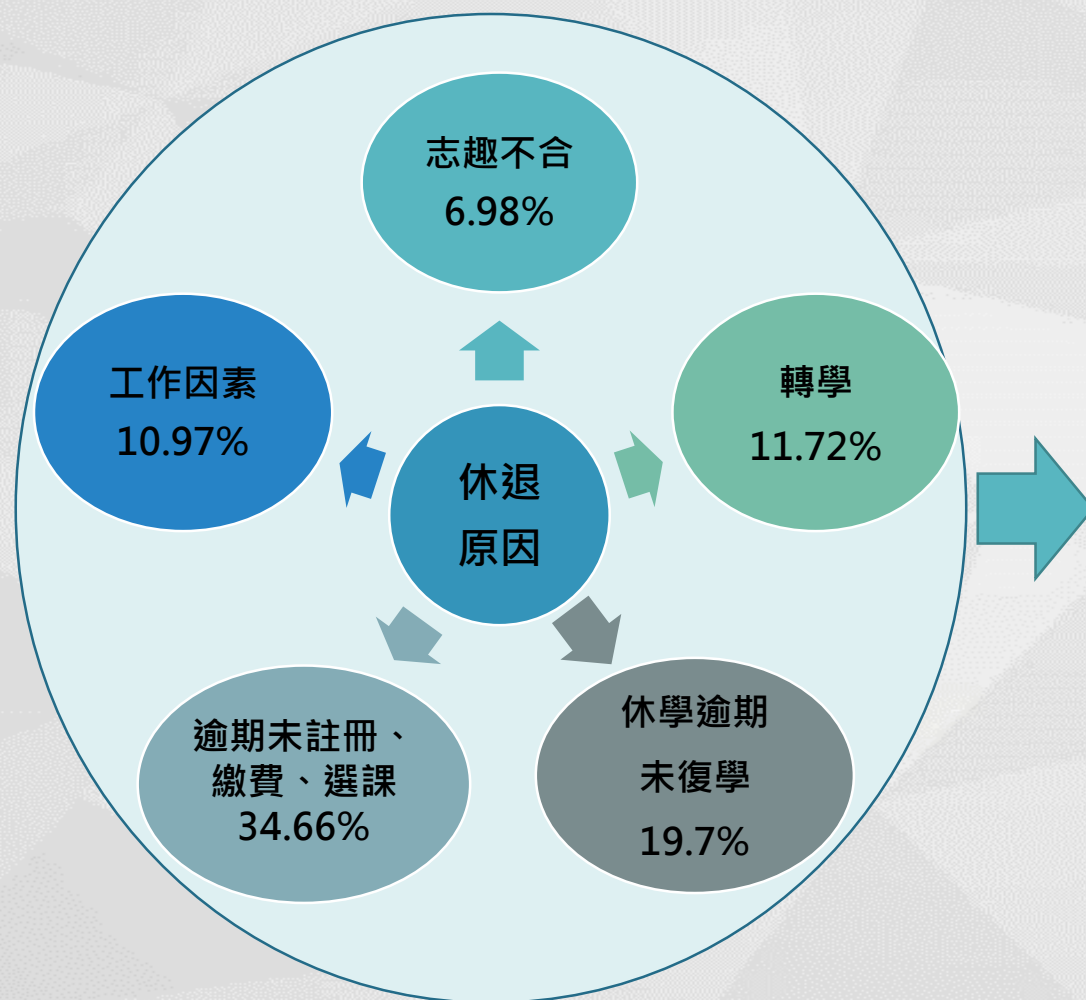 志趣不合
6.98%
工作因素
10.97%
轉學
11.72%
休退
原因
逾期未註冊、
繳費、選課
34.66%
休學逾期
未復學
19.7%